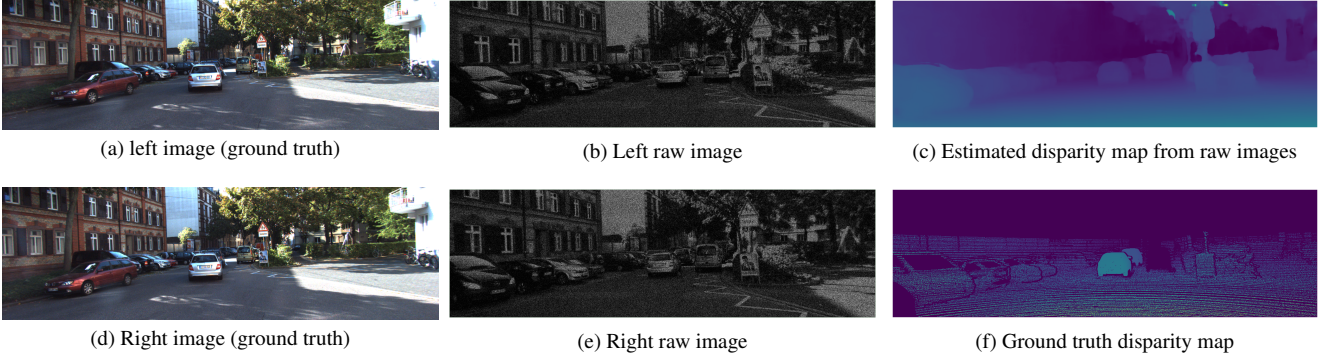 (a) left image (ground truth)
(b) Left raw image
(c) Estimated disparity map from raw images
(d) Right image (ground truth)
(e) Right raw image
(f) Ground truth disparity map